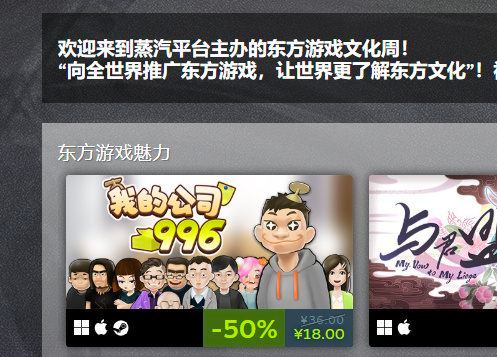 欢迎来到蒸汽平台主办的东方游戏文化周！
“向全世界推广东方游戏，让世界更了解东方文化”！
东方游戏魅力
我的公司
996
与君盟
My Vow to My Liege
-50%
¥36.00
¥18.00